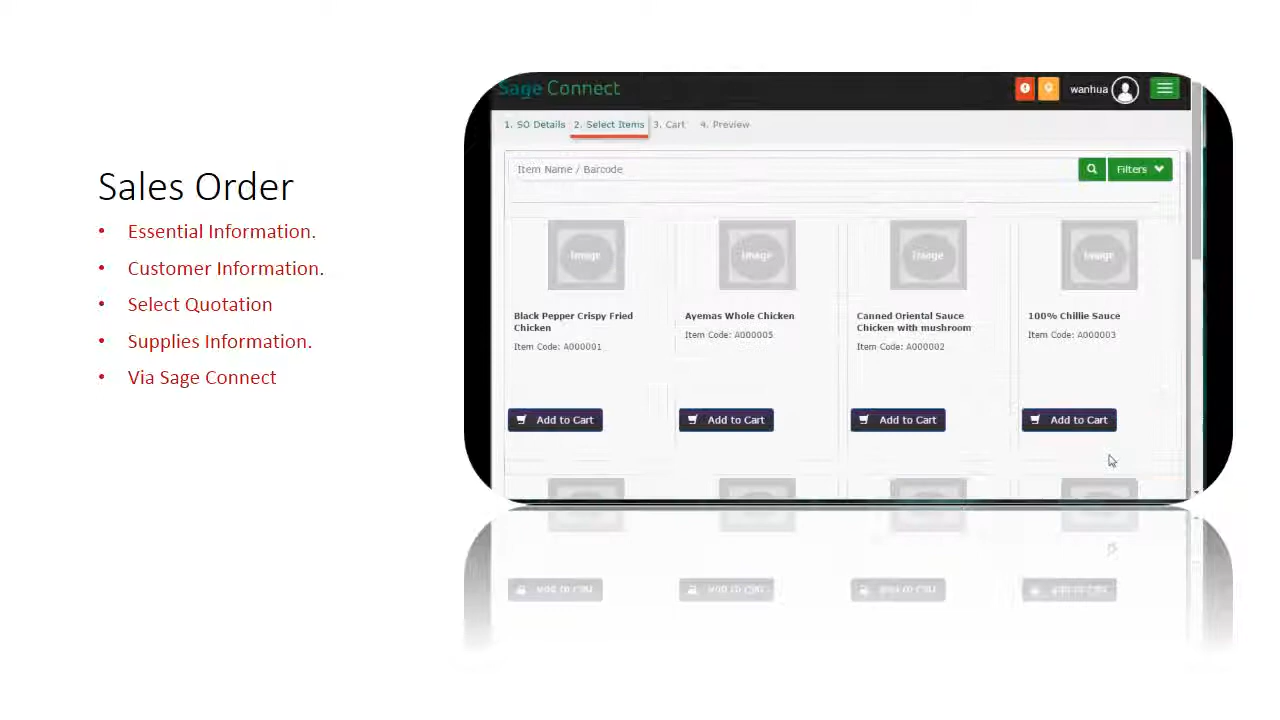 Sales Order
• Essential Information.
• Customer Information.
• Select Quotation
• Supplies Information.
• Via Sage Connect
Sage Connect
wanhua
1. SO Details 2. Select Items 3. Cart 4. Preview
Item Name / Barcode
Filters
Image Image Image Image
Black Pepper Crispy Fried Chicken
Item Code: A000001
Ayemas Whole Chicken
Item Code: A000005
Canned Oriental Sauce Chicken with mushroom
Item Code: A000002
100% Chillie Sauce
Item Code: A000003
Add to Cart Add to Cart Add to Cart Add to Cart